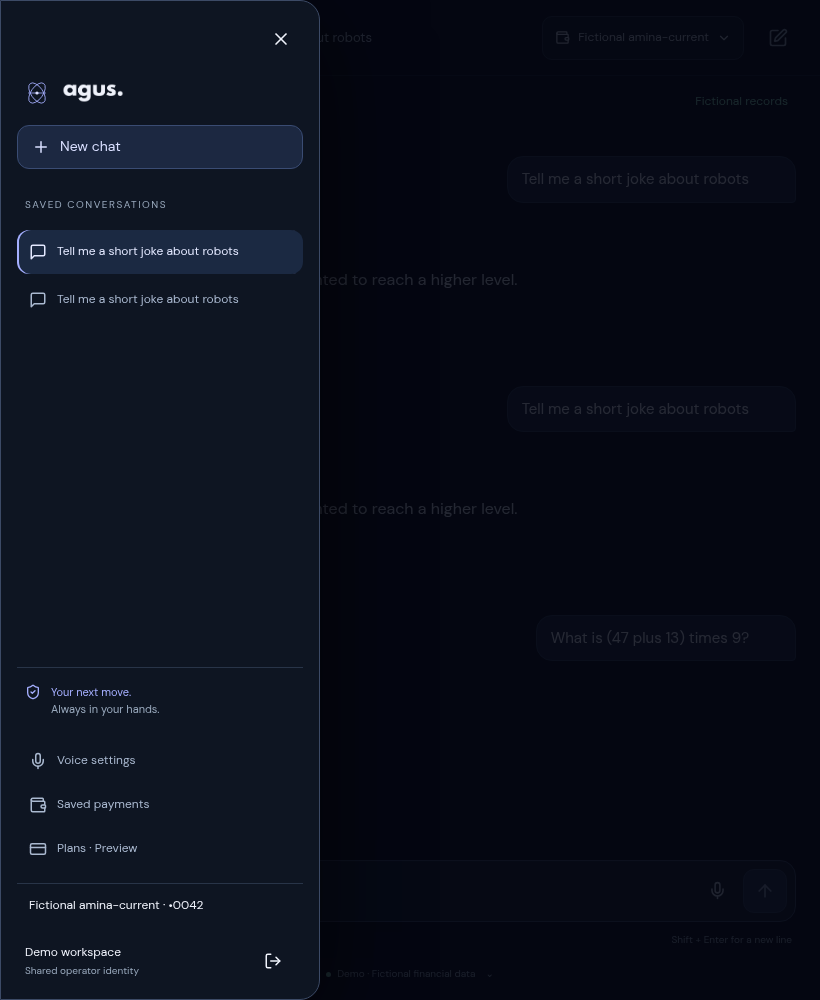 agus.
New chat
SAVED CONVERSATIONS
Tell me a short joke about robots
Tell me a short joke about robots
Your next move.
Always in your hands.
Voice settings
Saved payments
Plans · Preview
Fictional amina-current · •0042
Demo workspace
Shared operator identity
ut robots
Fictional amina-current
Fictional records
Tell me a short joke about robots
nted to reach a higher level.
Tell me a short joke about robots
nted to reach a higher level.
What is (47 plus 13) times 9?
Shift + Enter for a new line
Demo · Fictional financial data